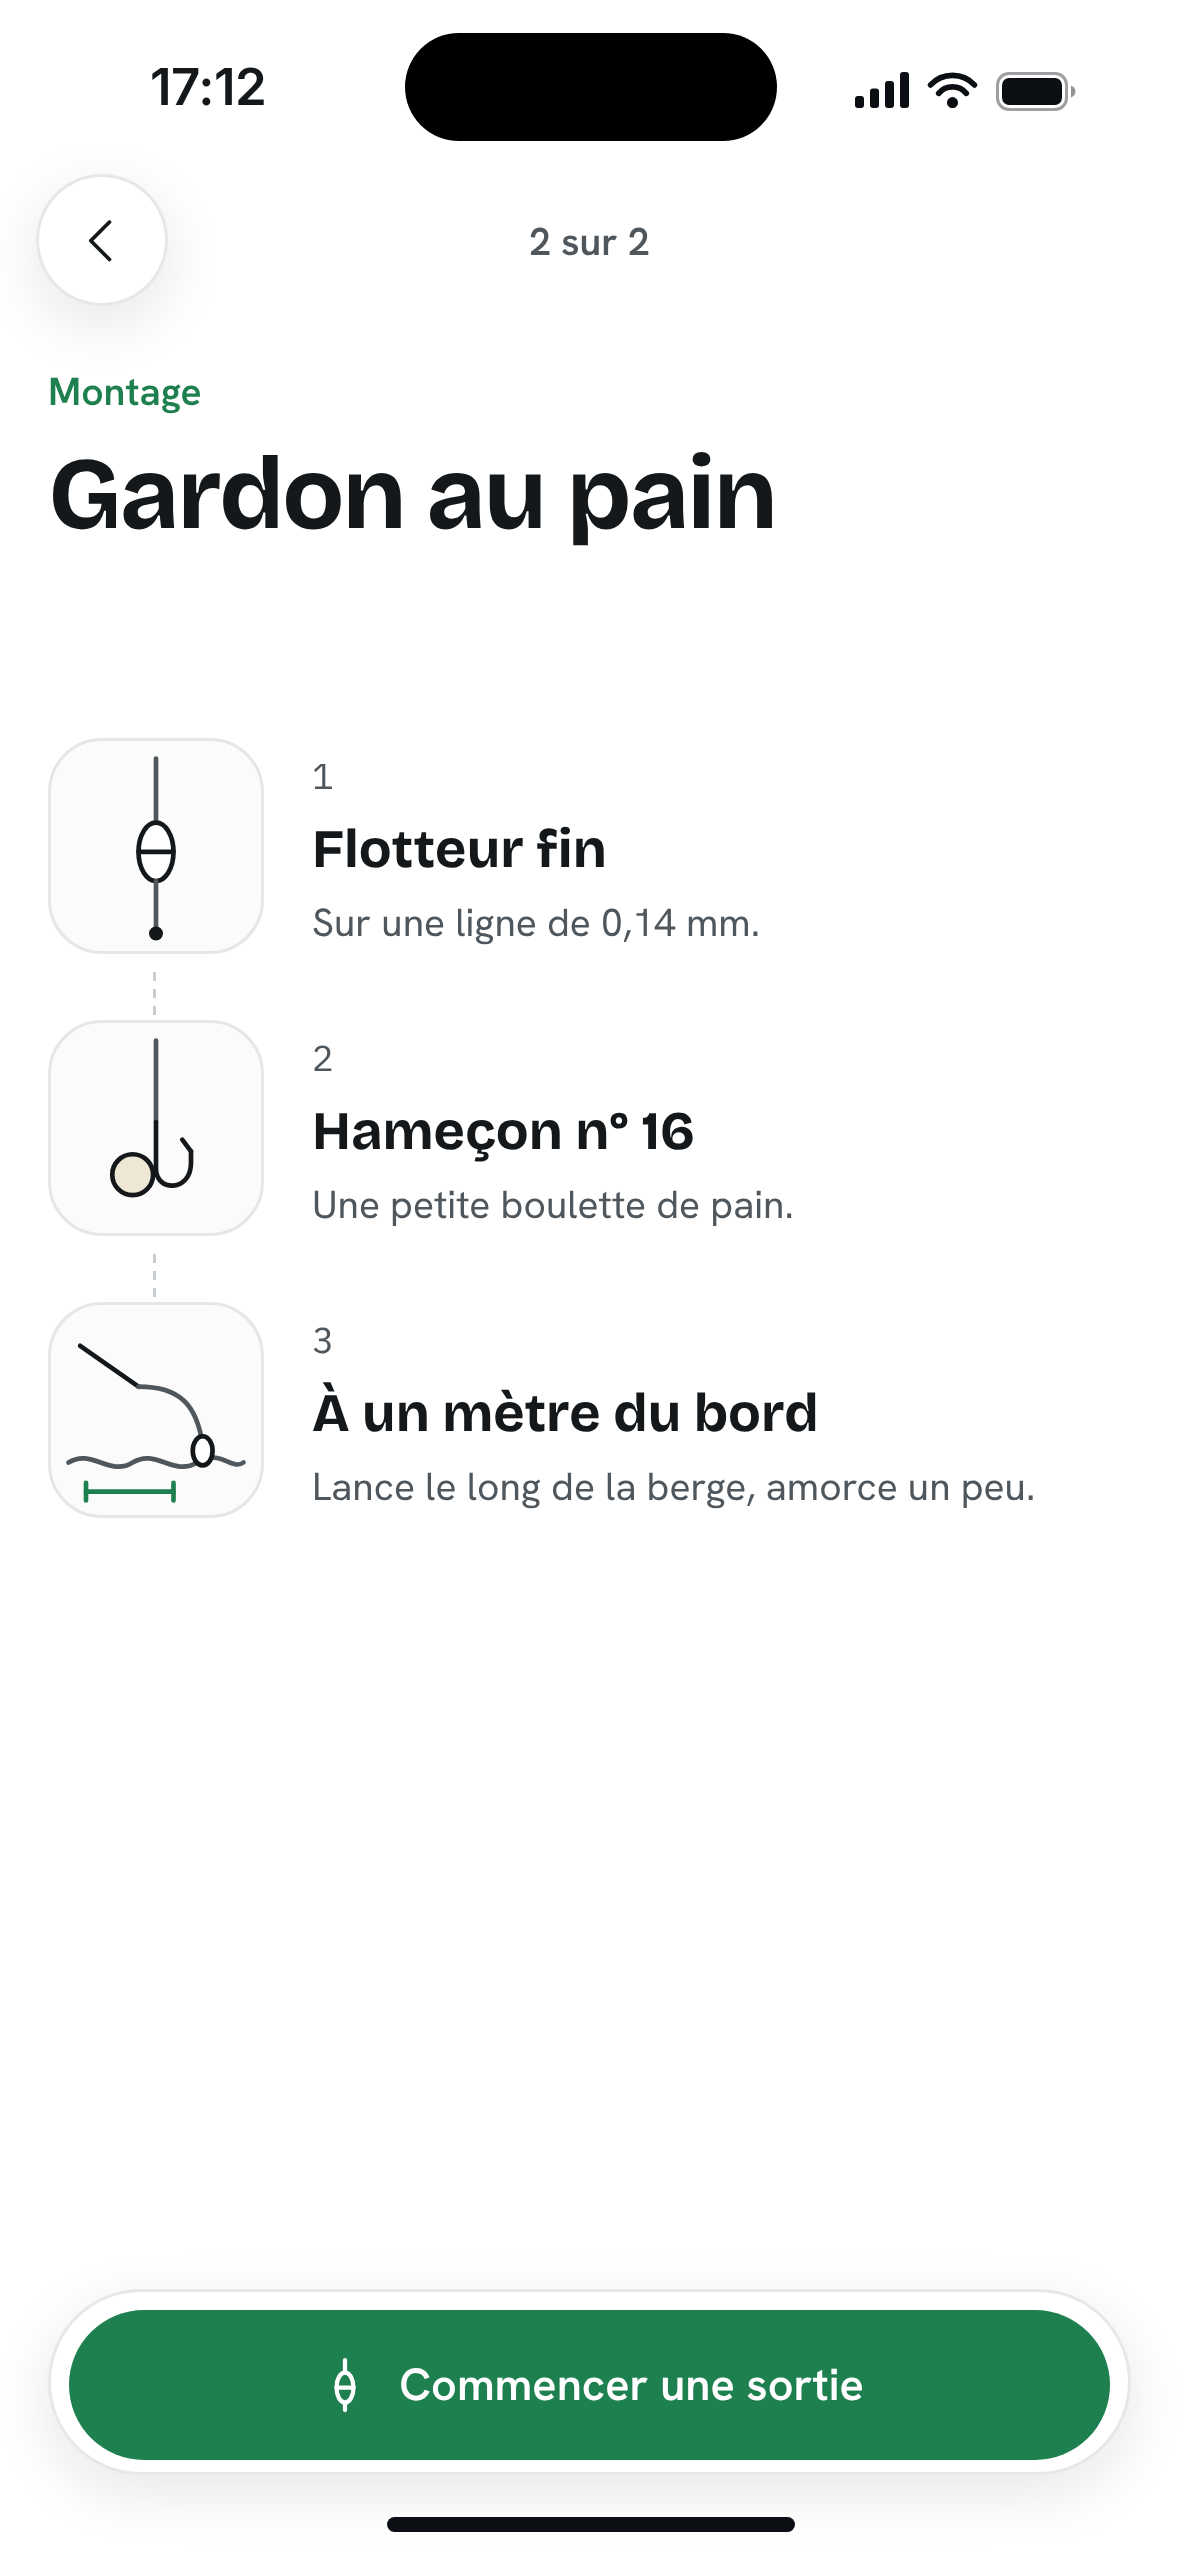 17:12
2 sur 2
Montage
Gardon au pain
1
Flotteur fin
Sur une ligne de 0,14 mm.
2
Hameçon n° 16
Une petite boulette de pain.
3
À un mètre du bord
Lance le long de la berge, amorce un peu.
Commencer une sortie